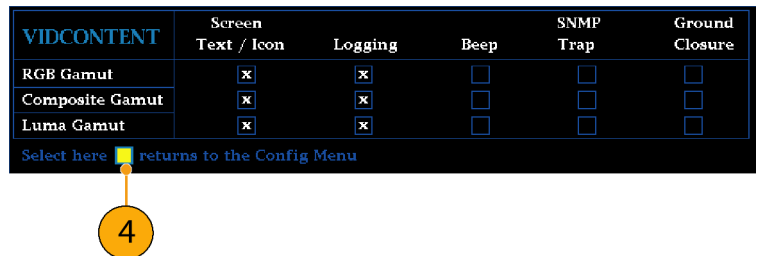 VIDCONTENT Screen Text / Icon Logging Beep SNMP Trap Ground Closure
RGB Gamut x x
Composite Gamut x x
Luma Gamut x x
Select here returns to the Config Menu
4